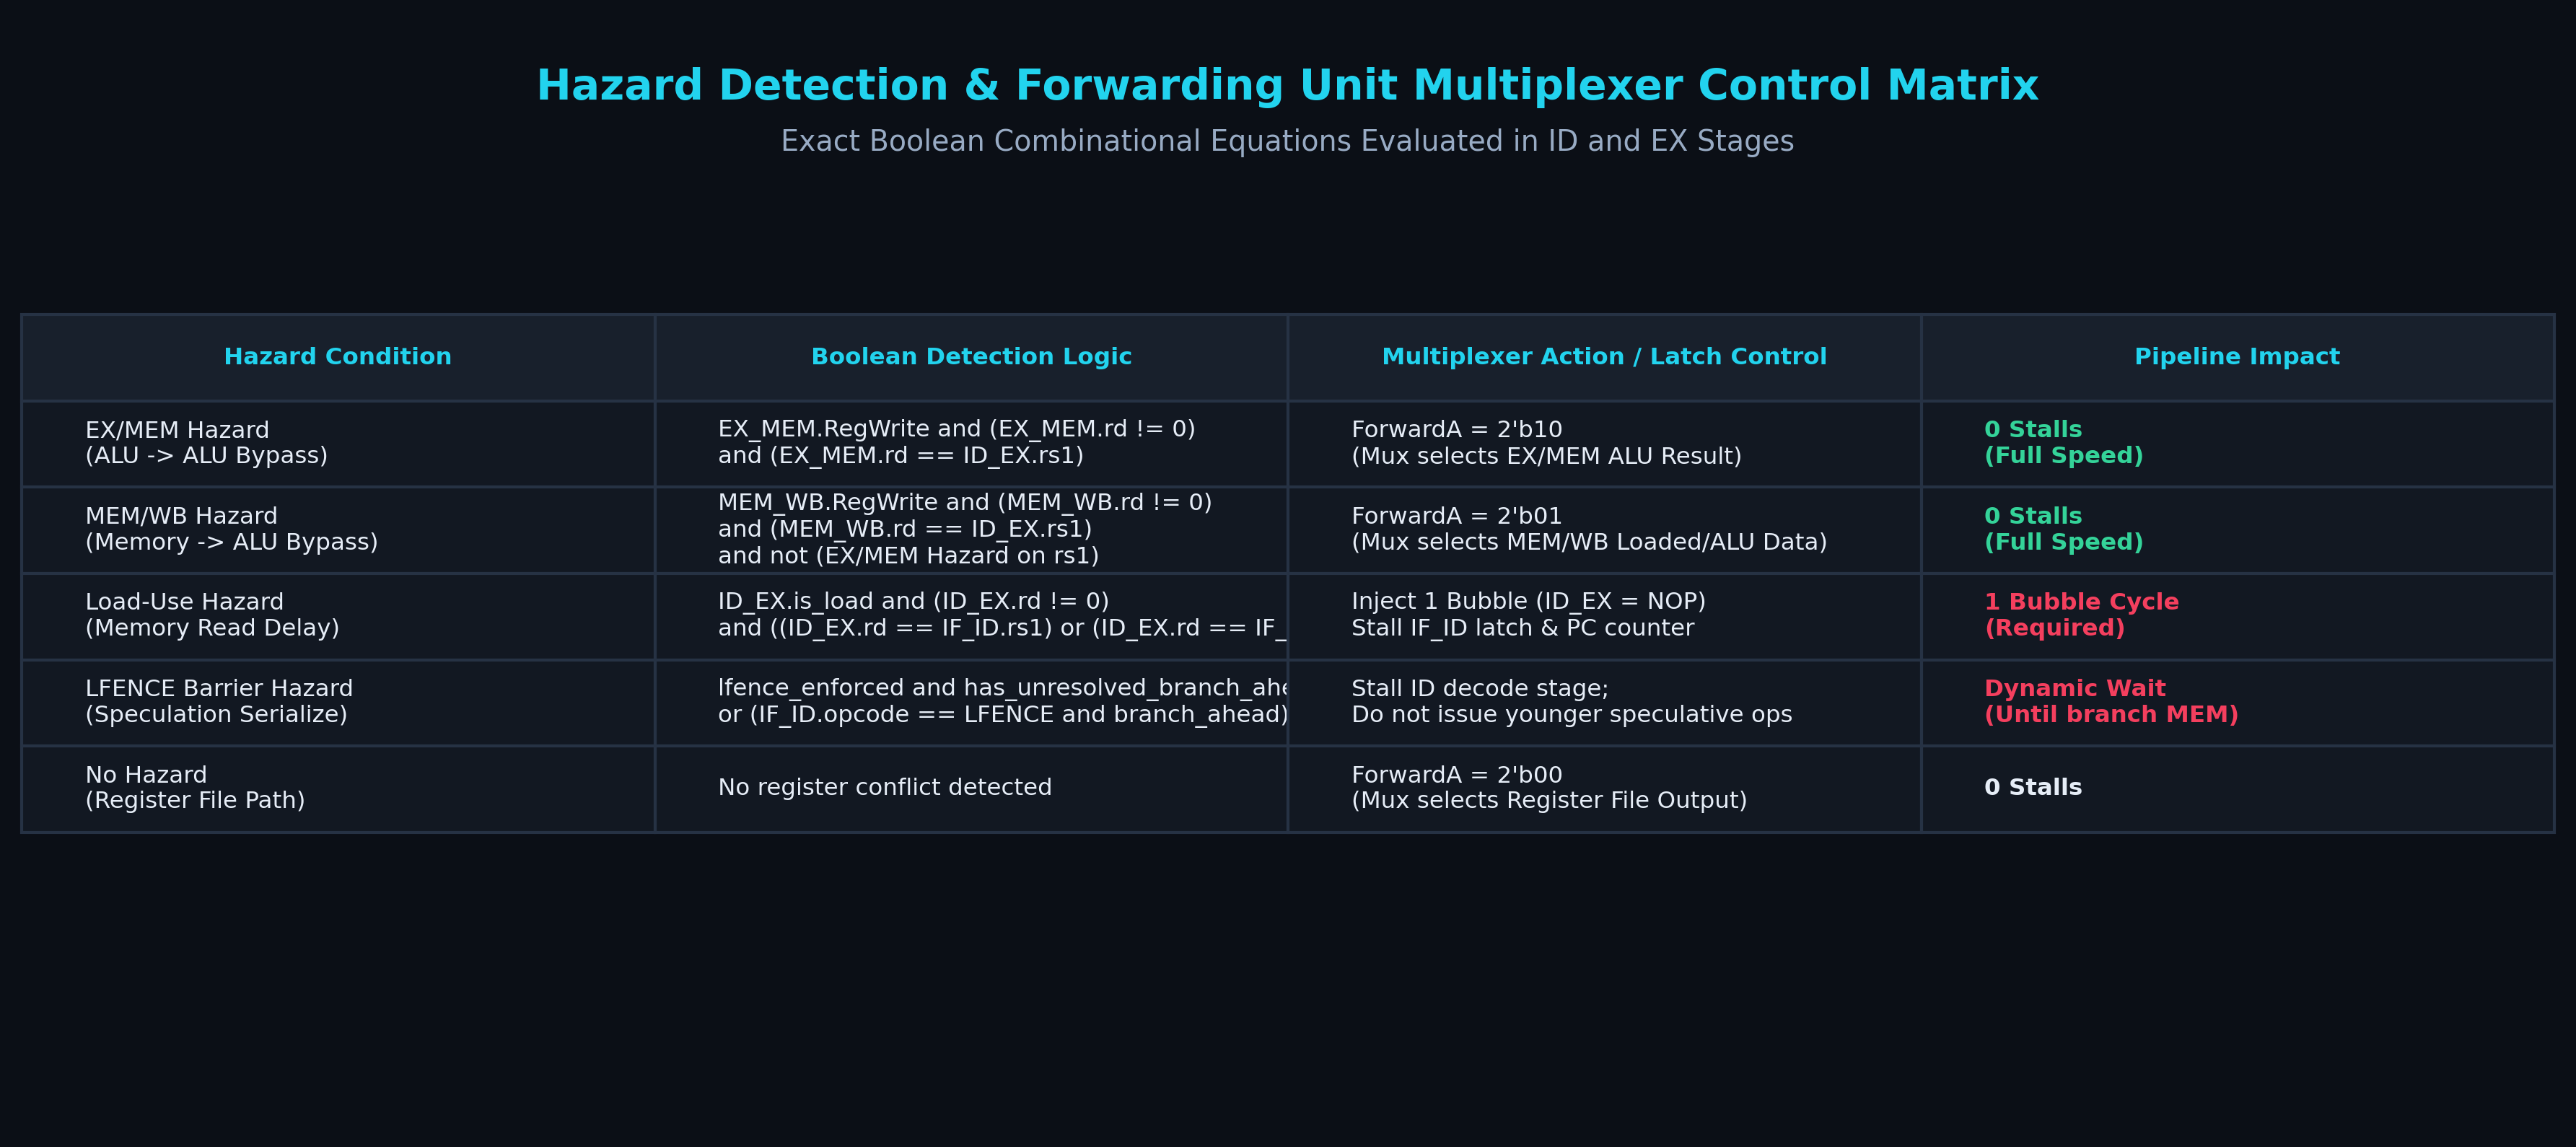 Hazard Detection & Forwarding Unit Multiplexer Control Matrix
Exact Boolean Combinational Equations Evaluated in ID and EX Stages
Hazard Condition
Boolean Detection Logic
Multiplexer Action / Latch Control
Pipeline Impact
EX/MEM Hazard
(ALU -> ALU Bypass)
EX_MEM.RegWrite and (EX_MEM.rd != 0)
and (EX_MEM.rd == ID_EX.rs1)
ForwardA = 2'b10
(Mux selects EX/MEM ALU Result)
0 Stalls
(Full Speed)
MEM/WB Hazard
(Memory -> ALU Bypass)
MEM_WB.RegWrite and (MEM_WB.rd != 0)
and (MEM_WB.rd == ID_EX.rs1)
and not (EX/MEM Hazard on rs1)
ForwardA = 2'b01
(Mux selects MEM/WB Loaded/ALU Data)
0 Stalls
(Full Speed)
Load-Use Hazard
(Memory Read Delay)
ID_EX.is_load and (ID_EX.rd != 0)
and ((ID_EX.rd == IF_ID.rs1) or (ID_EX.rd == IF_
Inject 1 Bubble (ID_EX = NOP)
Stall IF_ID latch & PC counter
1 Bubble Cycle
(Required)
LFENCE Barrier Hazard
(Speculation Serialize)
lfence_enforced and has_unresolved_branch_ahe
or (IF_ID.opcode == LFENCE and branch_ahead)
Stall ID decode stage;
Do not issue younger speculative ops
Dynamic Wait
(Until branch MEM)
No Hazard
(Register File Path)
No register conflict detected
ForwardA = 2'b00
(Mux selects Register File Output)
0 Stalls